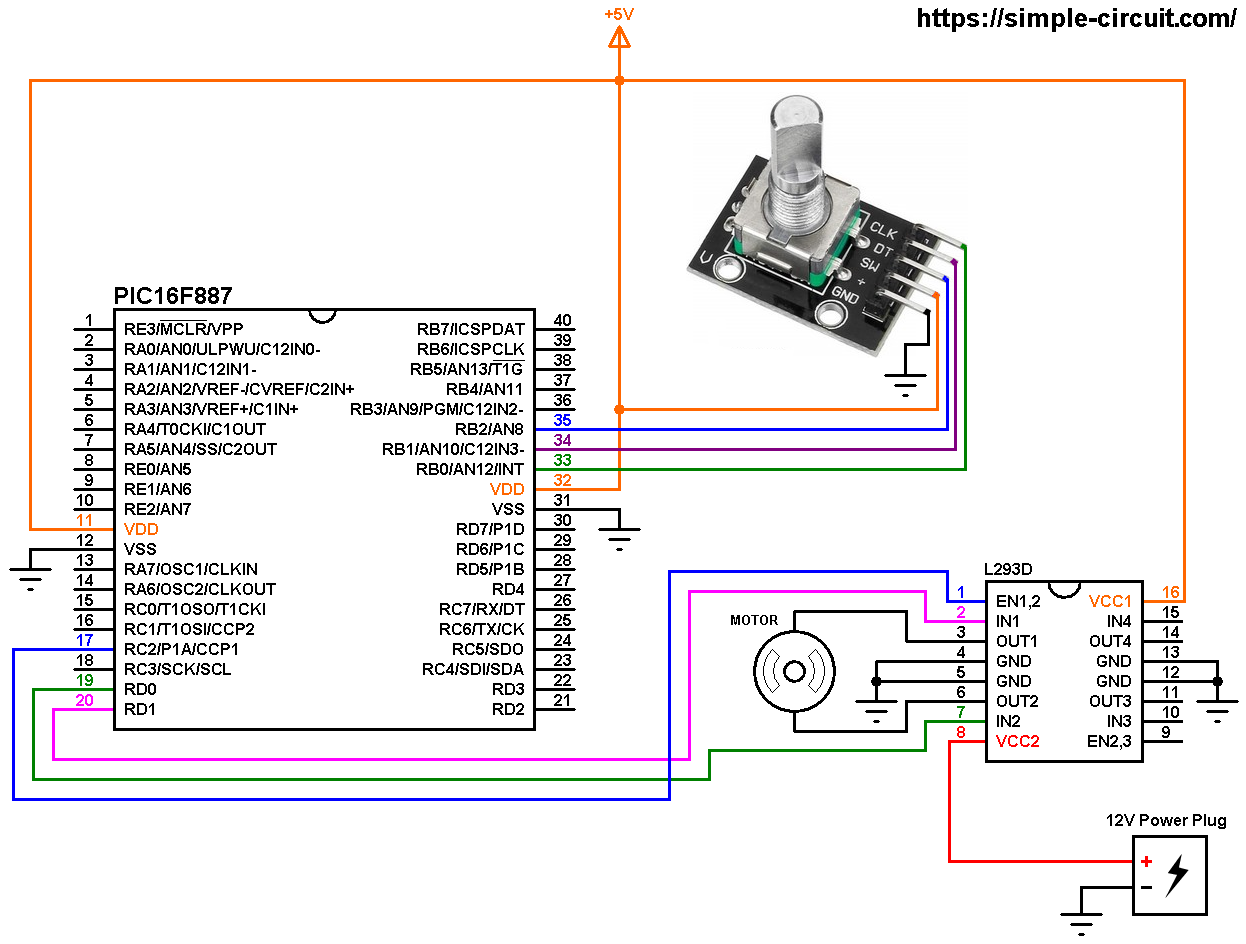 +5V
https://simple-circuit.com/
CLK
DT
SW
+
GND
PIC16F887
1 RE3/MCLR/VPP
2 RA0/AN0/ULPWU/C12IN0-
3 RA1/AN1/C12IN1-
4 RA2/AN2/VREF-/CVREF/C2IN+
5 RA3/AN3/VREF+/C1IN+
6 RA4/T0CKI/C1OUT
7 RA5/AN4/SS/C2OUT
8 RE0/AN5
9 RE1/AN6
10 RE2/AN7
11 VDD
12 VSS
13 RA7/OSC1/CLKIN
14 RA6/OSC2/CLKOUT
15 RC0/T1OSO/T1CKI
16 RC1/T1OSI/CCP2
17 RC2/P1A/CCP1
18 RC3/SCK/SCL
19 RD0
20 RD1
RB7/ICSPDAT 40
RB6/ICSPCLK 39
RB5/AN13/T1G 38
RB4/AN11 37
RB3/AN9/PGM/C12IN2- 36
RB2/AN8 35
RB1/AN10/C12IN3- 34
RB0/AN12/INT 33
VDD 32
VSS 31
RD7/P1D 30
RD6/P1C 29
RD5/P1B 28
RD4 27
RC7/RX/DT 26
RC6/TX/CK 25
RC5/SDO 24
RC4/SDI/SDA 23
RD3 22
RD2 21
MOTOR
L293D
1 EN1,2
2 IN1
3 OUT1
4 GND
5 GND
6 OUT2
7 IN2
8 VCC2
VCC1 16
IN4 15
OUT4 14
GND 13
GND 12
OUT3 11
IN3 10
EN2,3 9
12V Power Plug
+
-